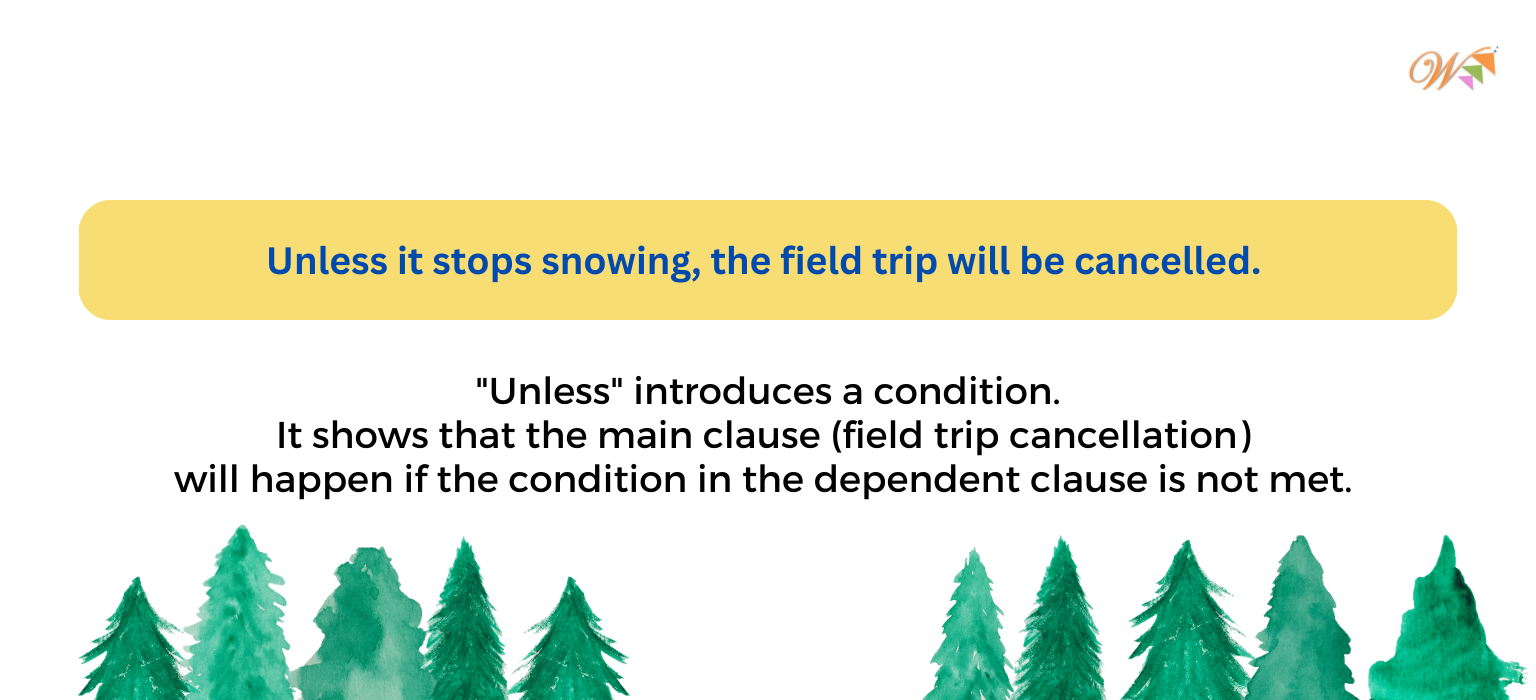 W
Unless it stops snowing, the field trip will be cancelled.
"Unless" introduces a condition.
It shows that the main clause (field trip cancellation)
will happen if the condition in the dependent clause is not met.